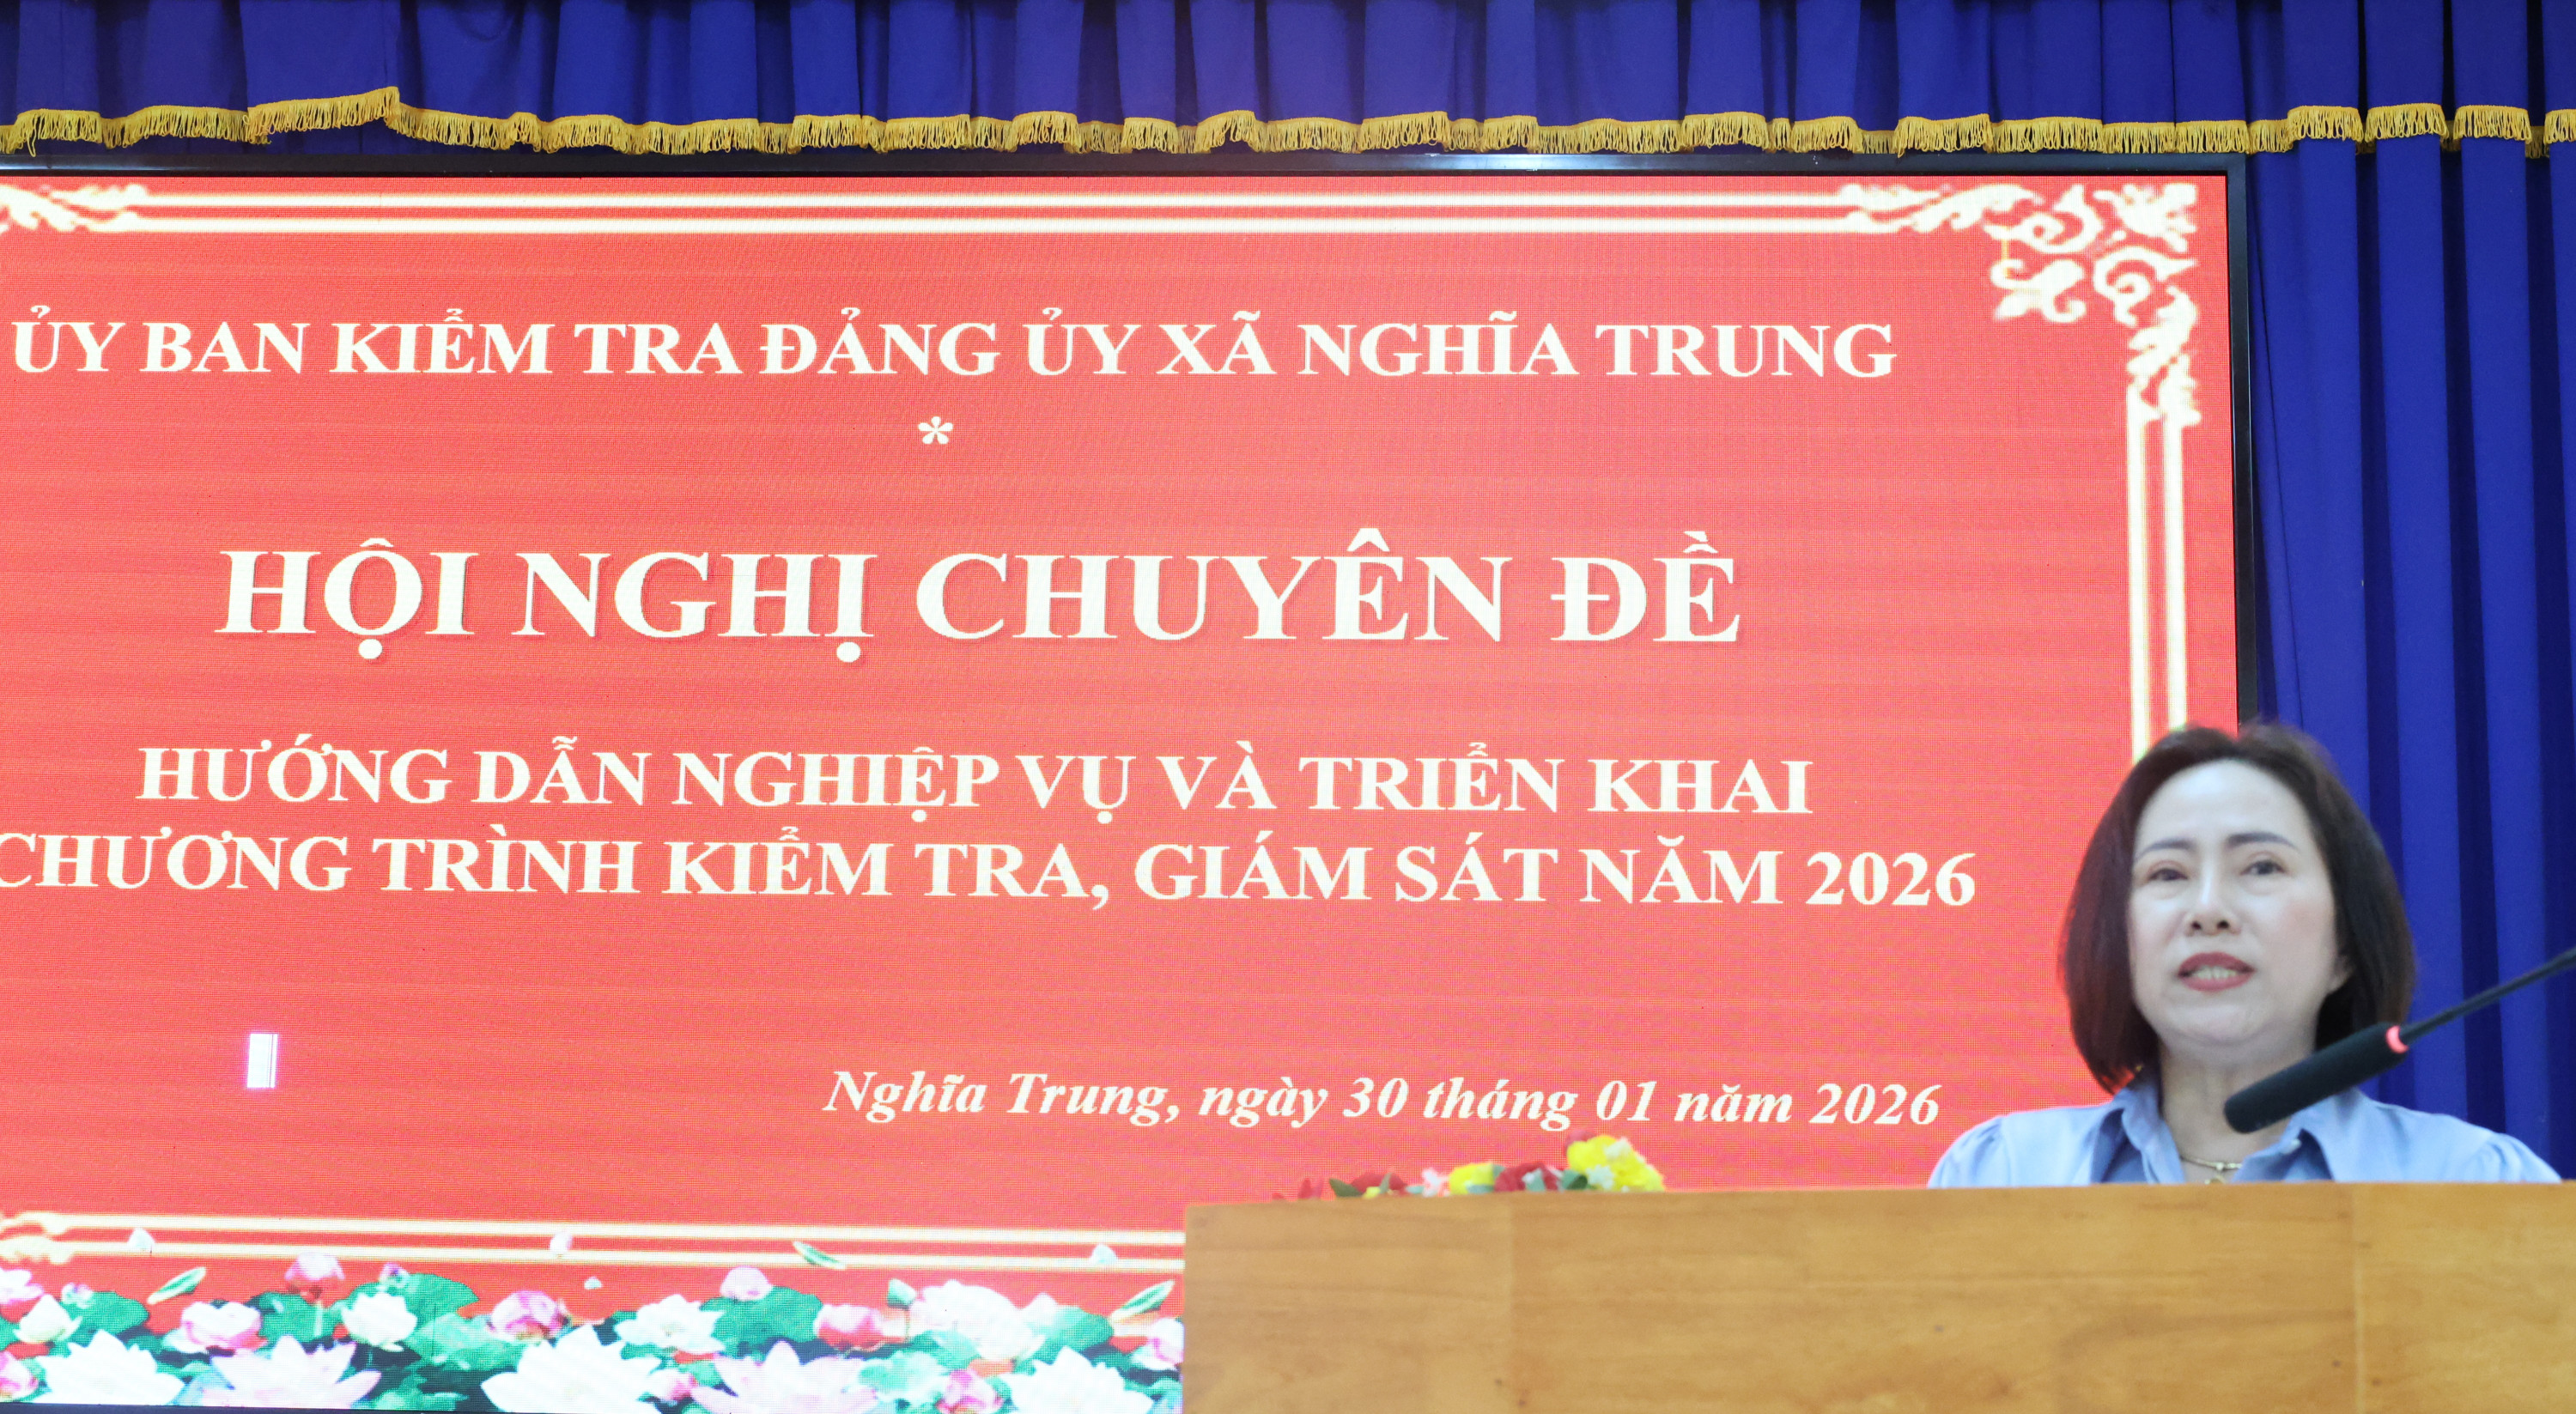 ỦY BAN KIỂM TRA ĐẢNG ỦY XÃ NGHĨA TRUNG
*
HỘI NGHỊ CHUYÊN ĐỀ
HƯỚNG DẪN NGHIỆP VỤ VÀ TRIỂN KHAI
CHƯƠNG TRÌNH KIỂM TRA, GIÁM SÁT NĂM 2026
Nghĩa Trung, ngày 30 tháng 01 năm 2026